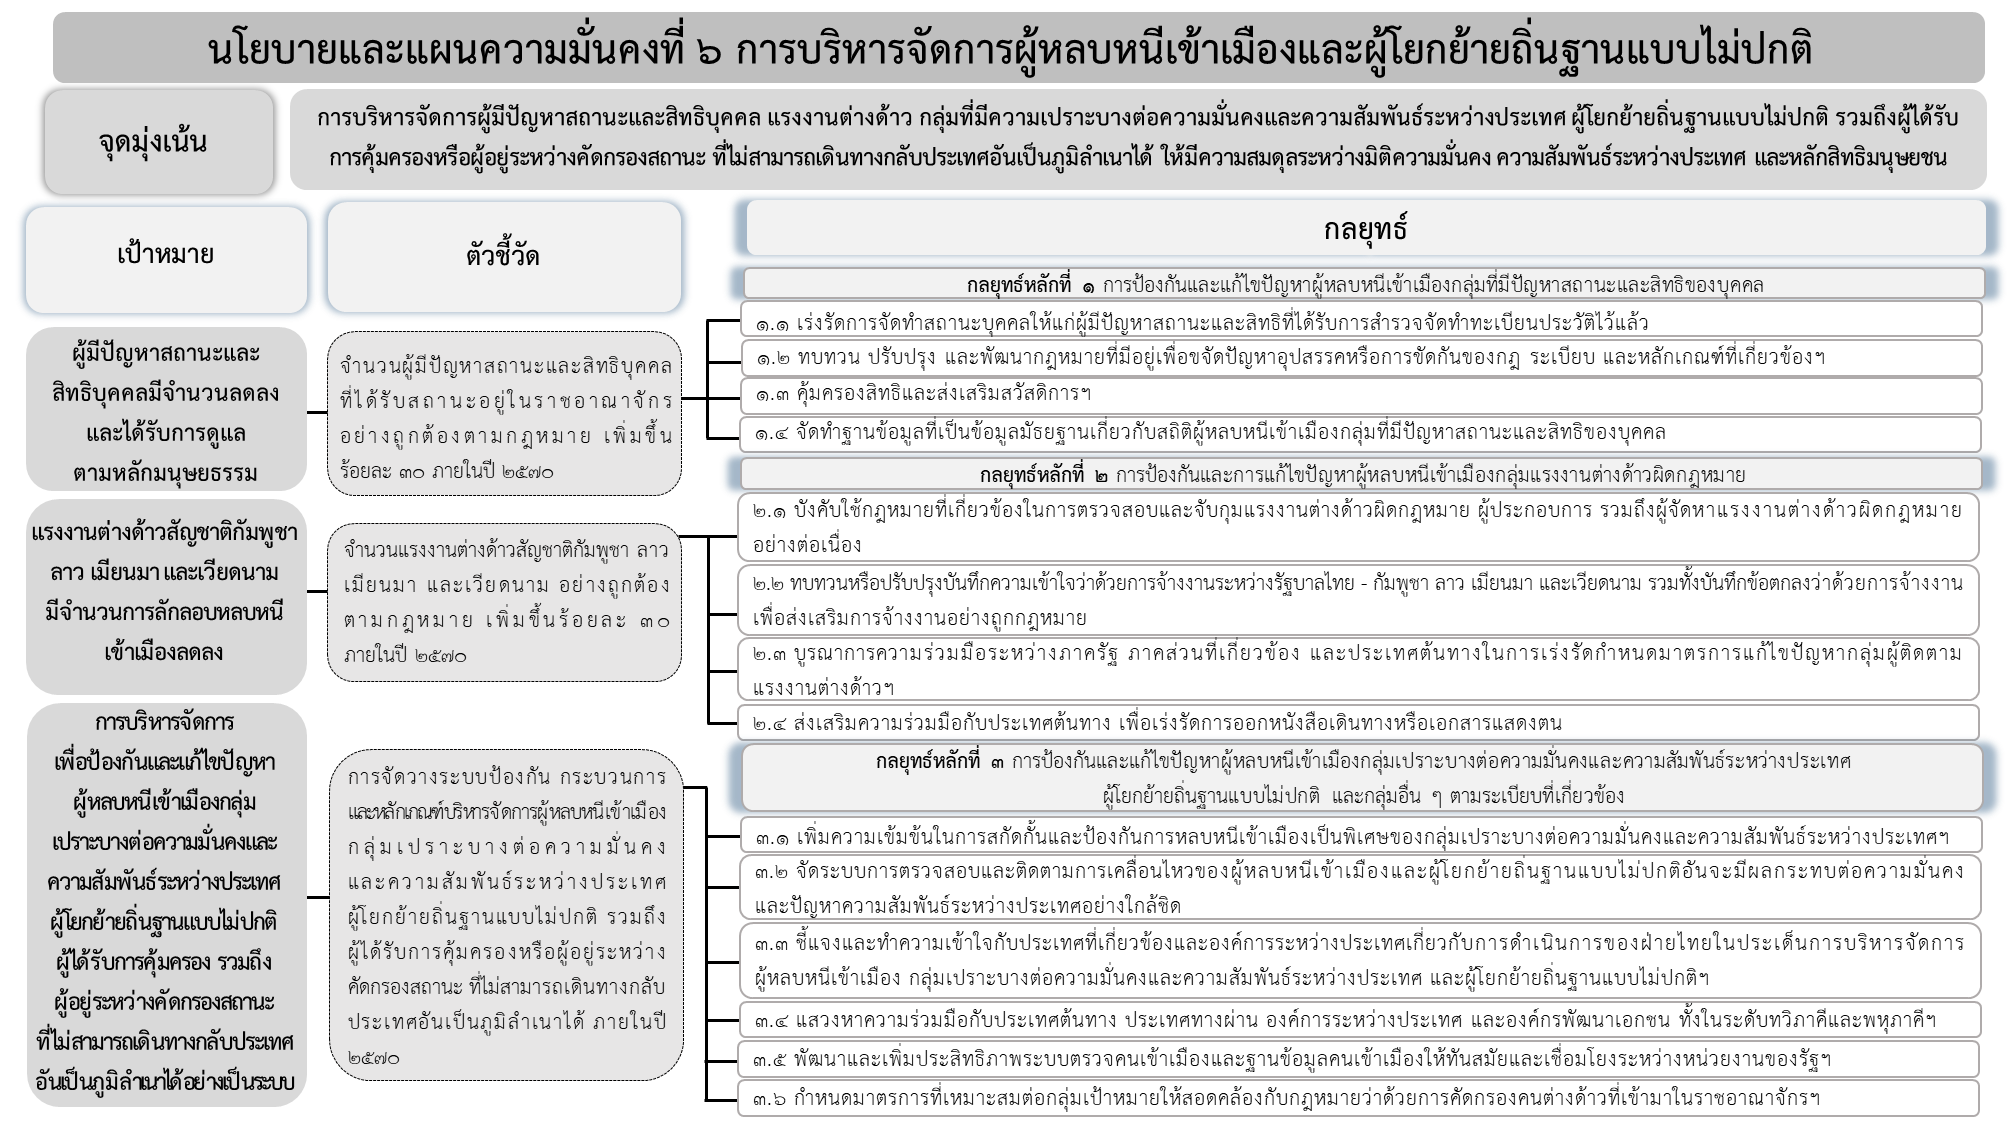 นโยบายและแผนความมั่นคงที่ ๖ การบริหารจัดการผู้หลบหนีเข้าเมืองและผู้โยกย้ายถิ่นฐานแบบไม่ปกติ
จุดมุ่งเน้น
การบริหารจัดการผู้มีปัญหาสถานะและสิทธิบุคคล แรงงานต่างด้าว กลุ่มที่มีความเปราะบางต่อความมั่นคงและความสัมพันธ์ระหว่างประเทศ ผู้โยกย้ายถิ่นฐานแบบไม่ปกติ รวมถึงผู้ได้รับ
การคุ้มครองหรือผู้อยู่ระหว่างคัดกรองสถานะ ที่ไม่สามารถเดินทางกลับประเทศอันเป็นภูมิลำเนาได้ ให้มีความสมดุลระหว่างมิติความมั่นคง ความสัมพันธ์ระหว่างประเทศ และหลักสิทธิมนุษยชน
เป้าหมาย
ผู้มีปัญหาสถานะและ
สิทธิบุคคลมีจำนวนลดลง
และได้รับการดูแล
ตามหลักมนุษยธรรม
แรงงานต่างด้าวสัญชาติกัมพูชา
ลาว เมียนมา และเวียดนาม
มีจำนวนการลักลอบหลบหนี
เข้าเมืองลดลง
การบริหารจัดการ
เพื่อป้องกันและแก้ไขปัญหา
ผู้หลบหนีเข้าเมืองกลุ่ม
เปราะบางต่อความมั่นคงและ
ความสัมพันธ์ระหว่างประเทศ
ผู้โยกย้ายถิ่นฐานแบบไม่ปกติ
ผู้ได้รับการคุ้มครอง รวมถึง
ผู้อยู่ระหว่างคัดกรองสถานะ
ที่ไม่สามารถเดินทางกลับประเทศ
อันเป็นภูมิลำเนาได้อย่างเป็นระบบ
ตัวชี้วัด
จำนวนผู้มีปัญหาสถานะและสิทธิบุคคล
ที่ได้รับสถานะอยู่ในราชอาณาจักร
อย่างถูกต้องตามกฎหมาย เพิ่มขึ้น
ร้อยละ ๓๐ ภายในปี ๒๕๗๐
จำนวนแรงงานต่างด้าวสัญชาติกัมพูชา ลาว
เมียนมา และเวียดนาม อย่างถูกต้อง
ตามกฎหมาย เพิ่มขึ้นร้อยละ ๓๐
ภายในปี ๒๕๗๐
การจัดวางระบบป้องกัน กระบวนการ
และหลักเกณฑ์บริหารจัดการผู้หลบหนีเข้าเมือง
กลุ่มเปราะบางต่อความมั่นคง
และความสัมพันธ์ระหว่างประเทศ
ผู้โยกย้ายถิ่นฐานแบบไม่ปกติ รวมถึง
ผู้ได้รับการคุ้มครองหรือผู้อยู่ระหว่าง
คัดกรองสถานะ ที่ไม่สามารถเดินทางกลับ
ประเทศอันเป็นภูมิลำเนาได้ ภายในปี
๒๕๗๐
กลยุทธ์
กลยุทธ์หลักที่ ๑ การป้องกันและแก้ไขปัญหาผู้หลบหนีเข้าเมืองกลุ่มที่มีปัญหาสถานะและสิทธิของบุคคล
๑.๑ เร่งรัดการจัดทำสถานะบุคคลให้แก่ผู้มีปัญหาสถานะและสิทธิที่ได้รับการสำรวจจัดทำทะเบียนประวัติไว้แล้ว
๑.๒ ทบทวน ปรับปรุง และพัฒนากฎหมายที่มีอยู่เพื่อขจัดปัญหาอุปสรรคหรือการขัดกันของกฎ ระเบียบ และหลักเกณฑ์ที่เกี่ยวข้องฯ
๑.๓ คุ้มครองสิทธิและส่งเสริมสวัสดิการฯ
๑.๔ จัดทำฐานข้อมูลที่เป็นข้อมูลมัธยฐานเกี่ยวกับสถิติผู้หลบหนีเข้าเมืองกลุ่มที่มีปัญหาสถานะและสิทธิของบุคคล
กลยุทธ์หลักที่ ๒ การป้องกันและการแก้ไขปัญหาผู้หลบหนีเข้าเมืองกลุ่มแรงงานต่างด้าวผิดกฎหมาย
๒.๑ บังคับใช้กฎหมายที่เกี่ยวข้องในการตรวจสอบและจับกุมแรงงานต่างด้าวผิดกฎหมาย ผู้ประกอบการ รวมถึงผู้จัดหาแรงงานต่างด้าวผิดกฎหมาย
อย่างต่อเนื่อง
๒.๒ ทบทวนหรือปรับปรุงบันทึกความเข้าใจว่าด้วยการจ้างงานระหว่างรัฐบาลไทย - กัมพูชา ลาว เมียนมา และเวียดนาม รวมทั้งบันทึกข้อตกลงว่าด้วยการจ้างงาน
เพื่อส่งเสริมการจ้างงานอย่างถูกกฎหมาย
๒.๓ บูรณาการความร่วมมือระหว่างภาครัฐ ภาคส่วนที่เกี่ยวข้อง และประเทศต้นทางในการเร่งรัดกำหนดมาตรการแก้ไขปัญหากลุ่มผู้ติดตาม
แรงงานต่างด้าวฯ
๒.๔ ส่งเสริมความร่วมมือกับประเทศต้นทาง เพื่อเร่งรัดการออกหนังสือเดินทางหรือเอกสารแสดงตน
กลยุทธ์หลักที่ ๓ การป้องกันและแก้ไขปัญหาผู้หลบหนีเข้าเมืองกลุ่มเปราะบางต่อความมั่นคงและความสัมพันธ์ระหว่างประเทศ
ผู้โยกย้ายถิ่นฐานแบบไม่ปกติ และกลุ่มอื่น ๆ ตามระเบียบที่เกี่ยวข้อง
๓.๑ เพิ่มความเข้มข้นในการสกัดกั้นและป้องกันการหลบหนีเข้าเมืองเป็นพิเศษของกลุ่มเปราะบางต่อความมั่นคงและความสัมพันธ์ระหว่างประเทศฯ
๓.๒ จัดระบบการตรวจสอบและติดตามการเคลื่อนไหวของผู้หลบหนีเข้าเมืองและผู้โยกย้ายถิ่นฐานแบบไม่ปกติอันจะมีผลกระทบต่อความมั่นคง
และปัญหาความสัมพันธ์ระหว่างประเทศอย่างใกล้ชิด
๓.๓ ชี้แจงและทำความเข้าใจกับประเทศที่เกี่ยวข้องและองค์การระหว่างประเทศเกี่ยวกับการดำเนินการของฝ่ายไทยในประเด็นการบริหารจัดการ
ผู้หลบหนีเข้าเมือง กลุ่มเปราะบางต่อความมั่นคงและความสัมพันธ์ระหว่างประเทศ และผู้โยกย้ายถิ่นฐานแบบไม่ปกติฯ
๓.๔ แสวงหาความร่วมมือกับประเทศต้นทาง ประเทศทางผ่าน องค์การระหว่างประเทศ และองค์กรพัฒนาเอกชน ทั้งในระดับทวิภาคีและพหุภาคีฯ
๓.๕ พัฒนาและเพิ่มประสิทธิภาพระบบตรวจคนเข้าเมืองและฐานข้อมูลคนเข้าเมืองให้ทันสมัยและเชื่อมโยงระหว่างหน่วยงานของรัฐฯ
๓.๖ กำหนดมาตรการที่เหมาะสมต่อกลุ่มเป้าหมายให้สอดคล้องกับกฎหมายว่าด้วยการคัดกรองคนต่างด้าวที่เข้ามาในราชอาณาจักรฯ